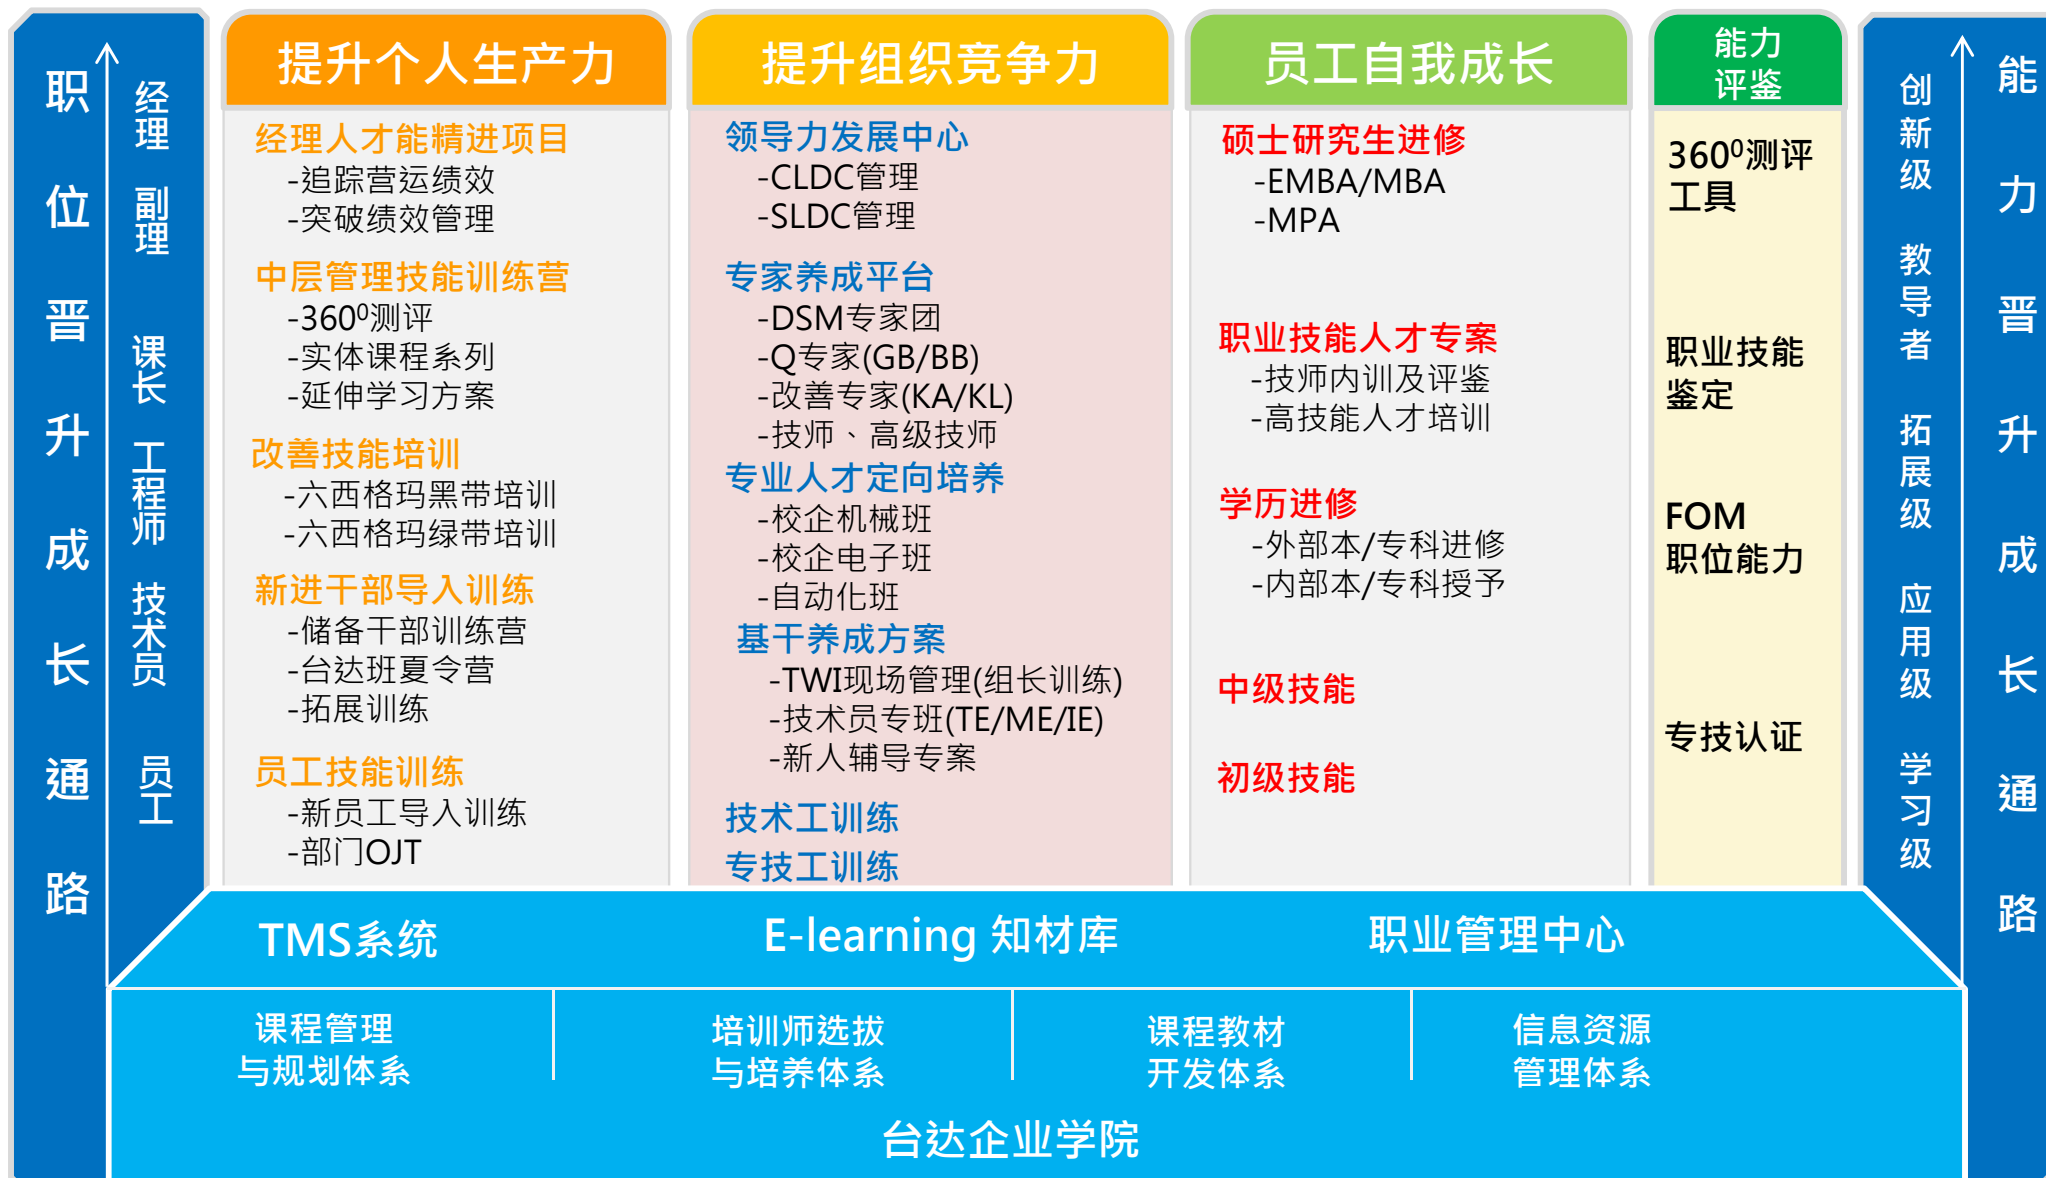 职位晋升成长通路
经理
副理
课长
工程师
技术员
员工
提升个人生产力
经理人才能精进项目
-追踪营运绩效
-突破绩效管理
中层管理技能训练营
-360⁰测评
-实体课程系列
-延伸学习方案
改善技能培训
-六西格玛黑带培训
-六西格玛绿带培训
新进干部导入训练
-储备干部训练营
-台达班夏令营
-拓展训练
员工技能训练
-新员工导入训练
-部门OJT
提升组织竞争力
领导力发展中心
-CLDC管理
-SLDC管理
专家养成平台
-DSM专家团
-Q专家(GB/BB)
-改善专家(KA/KL)
-技师、高级技师
专业人才定向培养
-校企机械班
-校企电子班
-自动化班
基干养成方案
-TWI现场管理(组长训练)
-技术员专班(TE/ME/IE)
-新人辅导专案
技术工训练
专技工训练
员工自我成长
硕士研究生进修
-EMBA/MBA
-MPA
职业技能人才专案
-技师内训及评鉴
-高技能人才培训
学历进修
-外部本/专科进修
-内部本/专科授予
中级技能
初级技能
能力
评鉴
360⁰测评
工具
职业技能
鉴定
FOM
职位能力
专技认证
创新级
教导者
拓展级
应用级
学习级
能力晋升成长通路
TMS系统
E-learning 知材库
职业管理中心
课程管理
与规划体系
培训师选拔
与培养体系
课程教材
开发体系
信息资源
管理体系
台达企业学院